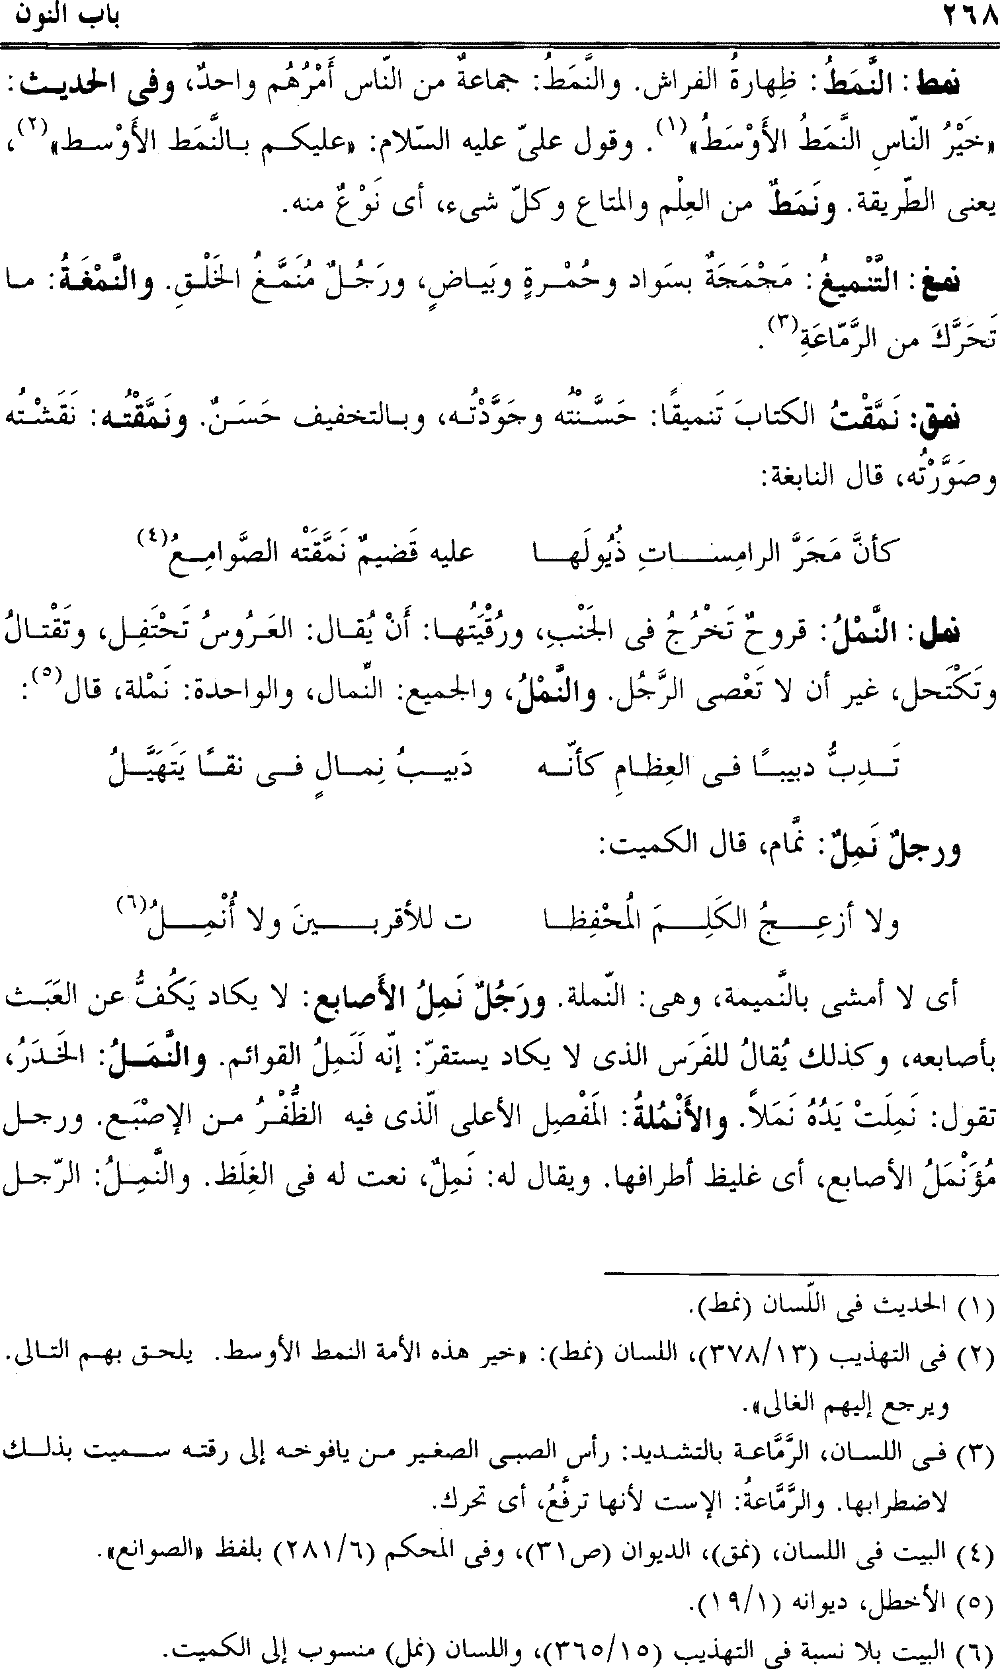 ٢٦٨ باب النون
نمط: النَّمَطُ: ظِهارةُ الفراش. والنَّمَطُ: جماعةٌ من النّاس أَمْرُهُم واحدٌ، وفى الحديث:
«خَيْرُ النّاسِ النَّمَطُ الأَوْسَطُ»(١). وقول علىّ عليه السّلام: «عليكم بالنَّمَط الأَوْسط»(٢)،
يعنى الطّريقة. ونَمَطٌ من العِلْم والمتاع وكلّ شىء، أى نَوْعٌ منه.
نمغ: التَّنْميغُ: مَجْمَجَةٌ بسَواد وحُمْرةٍ وبَياضٍ، ورَجُلٌ مُنَمَّغُ الخَلْقِ. والنَّمْغَةُ: ما
تَحَرَّكَ من الرَّمّاعَةِ(٣).
نمق: نَمَّقْتُ الكتابَ تَنميقًا: حَسَّنْته وجَوَّدْتُه، وبالتخفيف حَسَنٌ. ونَمَّقْتُه: نَقَشْتُه
وصَوَّرْتُه، قال النابغة:
كأنَّ مَجَرَّ الرامِساتِ ذُيُولَها عليه قَضيمٌ نَمَّقَتْه الصَّوامِعُ(٤)
نمل: النَّمْلُ: قروحٌ تَخْرُجُ فى الجَنْبِ، ورُقْيَتُها: أَنْ يُقال: العَرُوسُ تَحْتَفِل، وتَقْتالُ
وتَكْتَحل، غير أن لا تَعْصى الرَّجُل. والنَّمْلُ، والجميع: النِّمال، والواحدة: نَمْلة، قال(٥):
تَدِبُّ دبيبًا فى العِظامِ كأنّه دَبيبُ نِمالٍ فى نقًا يَتَهَيَّلُ
ورجلٌ نَمِلٌ: نمَّام، قال الكميت:
ولا أزعِجُ الكَلِمَ المُحْفِظا ت للأقربينَ ولا أُنْمِلُ(٦)
أى لا أمشى بالنَّميمة، وهى: النّملة. ورَجُلٌ نَمِلُ الأَصابع: لا يكاد يَكُفُّ عن العَبَث
بأصابعه، وكذلك يُقالُ للفَرَس الذى لا يكاد يستقرّ: إنّه لَنَمِلُ القوائم. والنَّمَلُ: الخَدَرُ،
تقول: نَمِلَتْ يَدُهُ نَمَلاً. والأَنْمُلةُ: المَفْصِل الأعلى الّذى فيه الظُّفْرُ من الإصْبَع. ورجل
مُؤَنْمَلُ الأصابع، أى غليظ أطرافها. ويقال له: نَمِلٌ، نعت له فى الغِلَظ. والنَّمِلُ: الرّجل
(١) الحديث فى اللّسان (نمط).
(٢) فى التهذيب (٣٧٨/١٣)، اللسان (نمط): «خير هذه الأمة النمط الأوسط. يلحق بهم التالى.
ويرجع إليهم الغالى».
(٣) فى اللسان، الرَّمَّاعة بالتشديد: رأس الصبى الصغير من يافوخه إلى رقته سميت بذلك
لاضطرابها. والرَّمَّاعةُ: الإست لأنها ترفَّعُ، أى تحرك.
(٤) البيت فى اللسان، (نمق)، الديوان (ص٣١)، وفى المحكم (٢٨١/٦) بلفظ «الصوانع».
(٥) الأخطل، ديوانه (١٩/١).
(٦) البيت بلا نسبة فى التهذيب (٣٦٥/١٥)، واللسان (نمل) منسوب إلى الكميت.